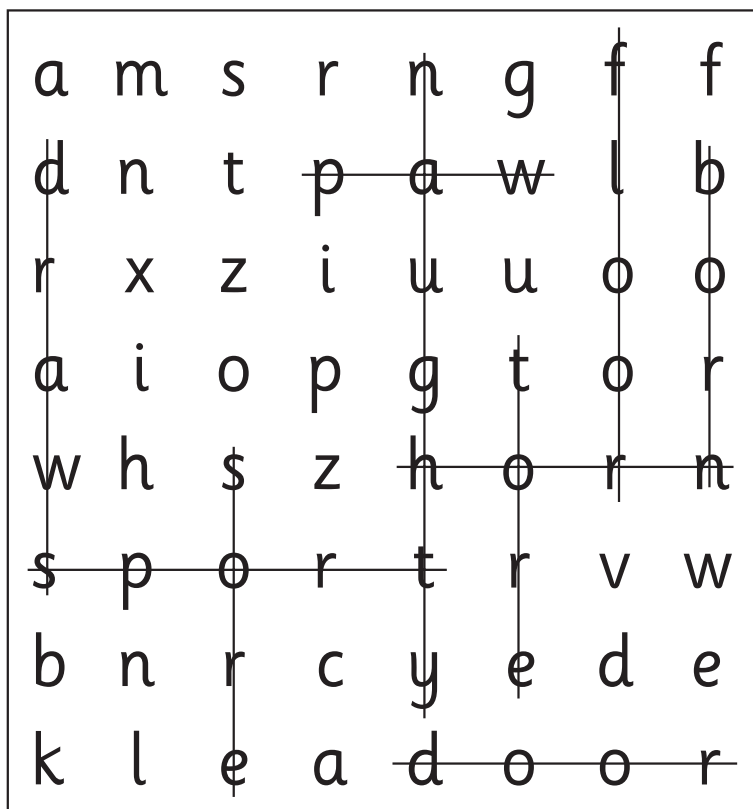 a m s r n g f f
d n t p a w l b
r x z i u u o o
a i o p g t o r
w h s z h o r n
s p o r t r v w
b n r c y e d e
k l e a d o o r